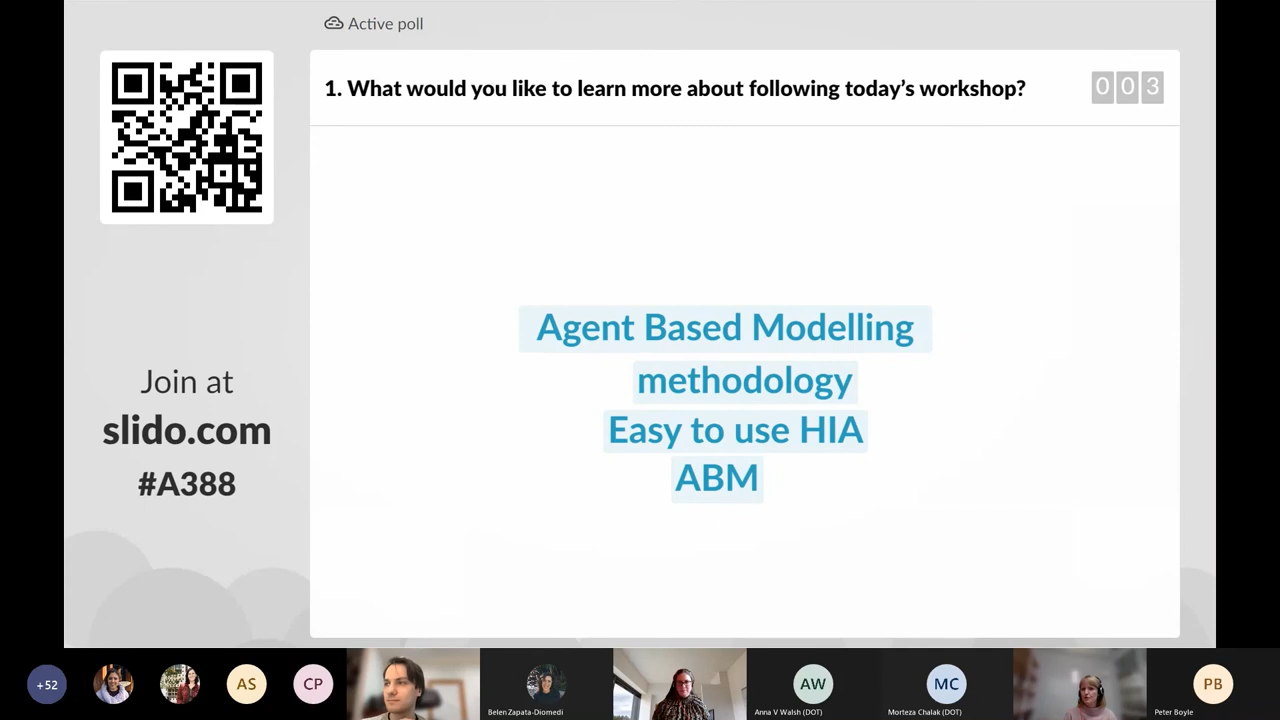 Active poll
1. What would you like to learn more about following today's workshop?
003
Agent Based Modelling
methodology
Easy to use HIA
ABM
Join at
slido.com
#A388
+52
AS
CP
Belen Zapata-Diomedi
AW
Anna V Walsh (DOT)
MC
Morteza Chalak (DOT)
PB
Peter Boyle